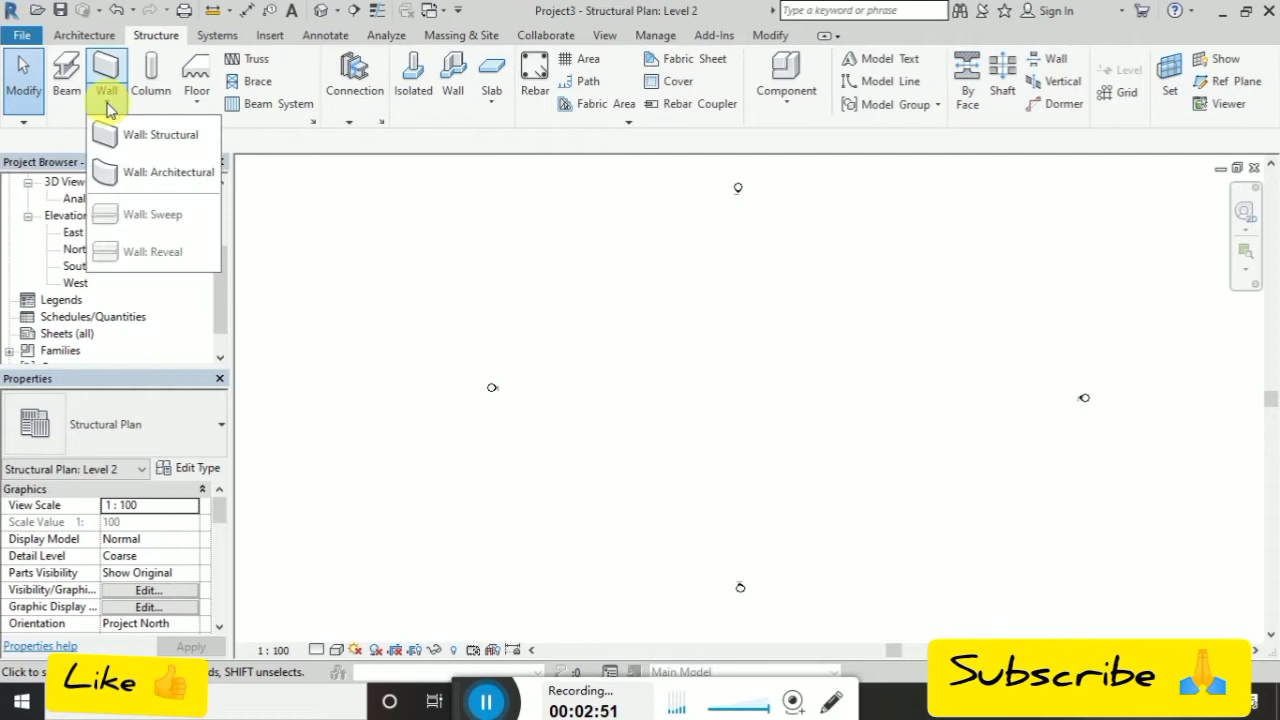 Project3 - Structural Plan: Level 2
Type a keyword or phrase
Sign In
File Architecture Structure Systems Insert Annotate Analyze Massing & Site Collaborate View Manage Add-Ins Modify
Modify Beam Wall Column Floor
Truss
Brace
Beam System
Connection Isolated Wall Slab Rebar
Area
Path
Fabric Area
Fabric Sheet
Cover
Rebar Coupler
Component
Model Text
Model Line
Model Group
By Face
Shaft
Wall
Vertical
Dormer
Level
Grid
Set
Show
Ref Plane
Viewer
Wall: Structural
Wall: Architectural
Wall: Sweep
Wall: Reveal
Project Browser -
3D View
Anal
Elevation
East
Nort
Sout
West
Legends
Schedules/Quantities
Sheets (all)
Families
2D
Properties
Structural Plan
Structural Plan: Level 2
Edit Type
Graphics
View Scale 1 : 100
Scale Value 1: 100
Display Model Normal
Detail Level Coarse
Parts Visibility Show Original
Visibility/Graphi... Edit...
Graphic Display ... Edit...
Orientation Project North
Properties help
Apply
1 : 100
Click to s
ds, SHIFT unselects.
:0
Main Model
Like
Subscribe
Recording...
00:02:51